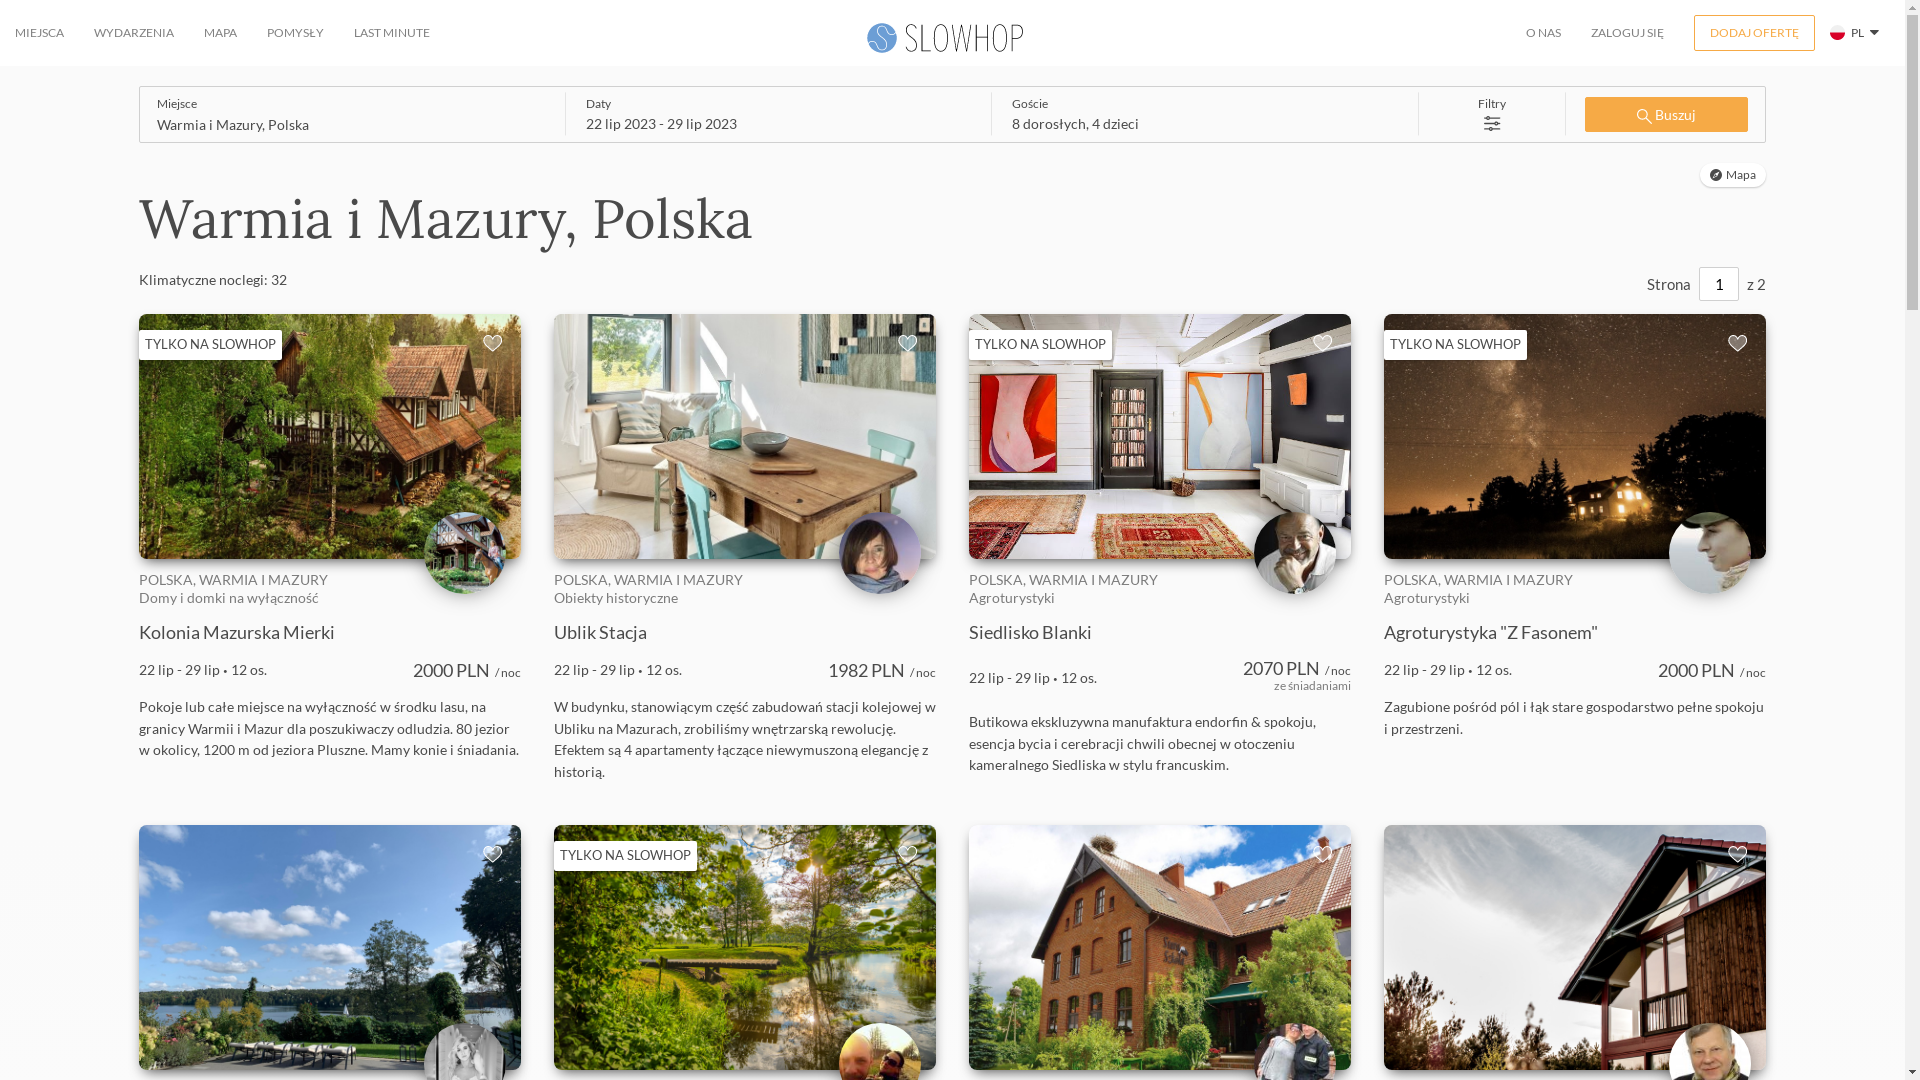 MIEJSCA
WYDARZENIA
MAPA
POMYSŁY
LAST MINUTE
SLOWHOP
O NAS
ZALOGUJ SIĘ
DODAJ OFERTĘ
PL
Miejsce
Warmia i Mazury, Polska
Daty
22 lip 2023 - 29 lip 2023
Goście
8 dorosłych, 4 dzieci
Filtry
Buszuj
Mapa
Warmia i Mazury, Polska
Klimatyczne noclegi: 32
Strona 1 z 2
TYLKO NA SLOWHOP
POLSKA, WARMIA I MAZURY
Domy i domki na wyłączność
Kolonia Mazurska Mierki
22 lip - 29 lip • 12 os.
2000 PLN / noc
Pokoje lub całe miejsce na wyłączność w środku lasu, na
granicy Warmii i Mazur dla poszukiwaczy odludzia. 80 jezior
w okolicy, 1200 m od jeziora Pluszne. Mamy konie i śniadania.
POLSKA, WARMIA I MAZURY
Obiekty historyczne
Ublik Stacja
22 lip - 29 lip • 12 os.
1982 PLN / noc
W budynku, stanowiącym część zabudowań stacji kolejowej w
Ubliku na Mazurach, zrobiliśmy wnętrzarską rewolucję.
Efektem są 4 apartamenty łączące niewymuszoną elegancję z
historią.
TYLKO NA SLOWHOP
POLSKA, WARMIA I MAZURY
Agroturystyki
Siedlisko Blanki
22 lip - 29 lip • 12 os.
2070 PLN / noc
ze śniadaniami
Butikowa ekskluzywna manufaktura endorfin & spokoju,
esencja bycia i cerebracji chwili obecnej w otoczeniu
kameralnego Siedliska w stylu francuskim.
TYLKO NA SLOWHOP
POLSKA, WARMIA I MAZURY
Agroturystyki
Agroturystyka "Z Fasonem"
22 lip - 29 lip • 12 os.
2000 PLN / noc
Zagubione pośród pól i łąk stare gospodarstwo pełne spokoju
i przestrzeni.
TYLKO NA SLOWHOP